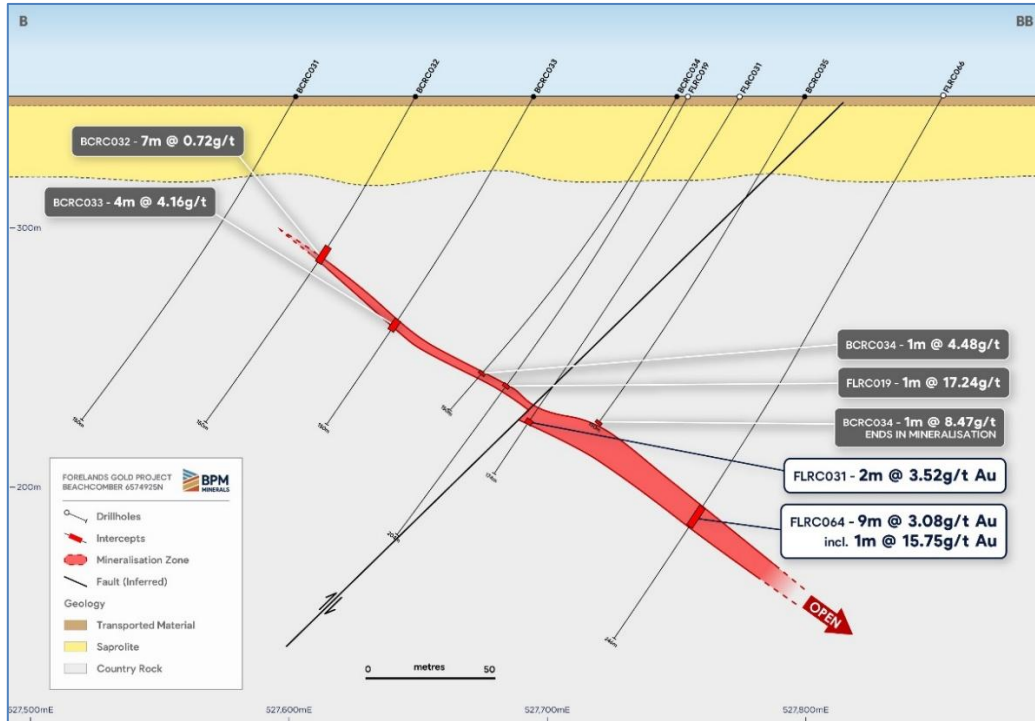 B
BB
BCRC031
BCRC032
BCRC033
BCRC034
FLRC019
FLRC031
BCRC035
FLRC066
BCRC032 - 7m @ 0.72g/t
BCRC033 - 4m @ 4.16g/t
300m
BCRC034 - 1m @ 4.48g/t
FLRC019 - 1m @ 17.24g/t
BCRC034 - 1m @ 8.47g/t
ENDS IN MINERALISATION
FLRC031 - 2m @ 3.52g/t Au
FLRC064 - 9m @ 3.08g/t Au
incl. 1m @ 15.75g/t Au
200m
OPEN
FORELANDS GOLD PROJECT
BEACHCOMBER 6574925N
BPM
MINERALS
Drillholes
Intercepts
Mineralisation Zone
Fault (Inferred)
Geology
Transported Material
Saprolite
Country Rock
0 metres 50
527,500mE
527,600mE
527,700mE
527,800mE